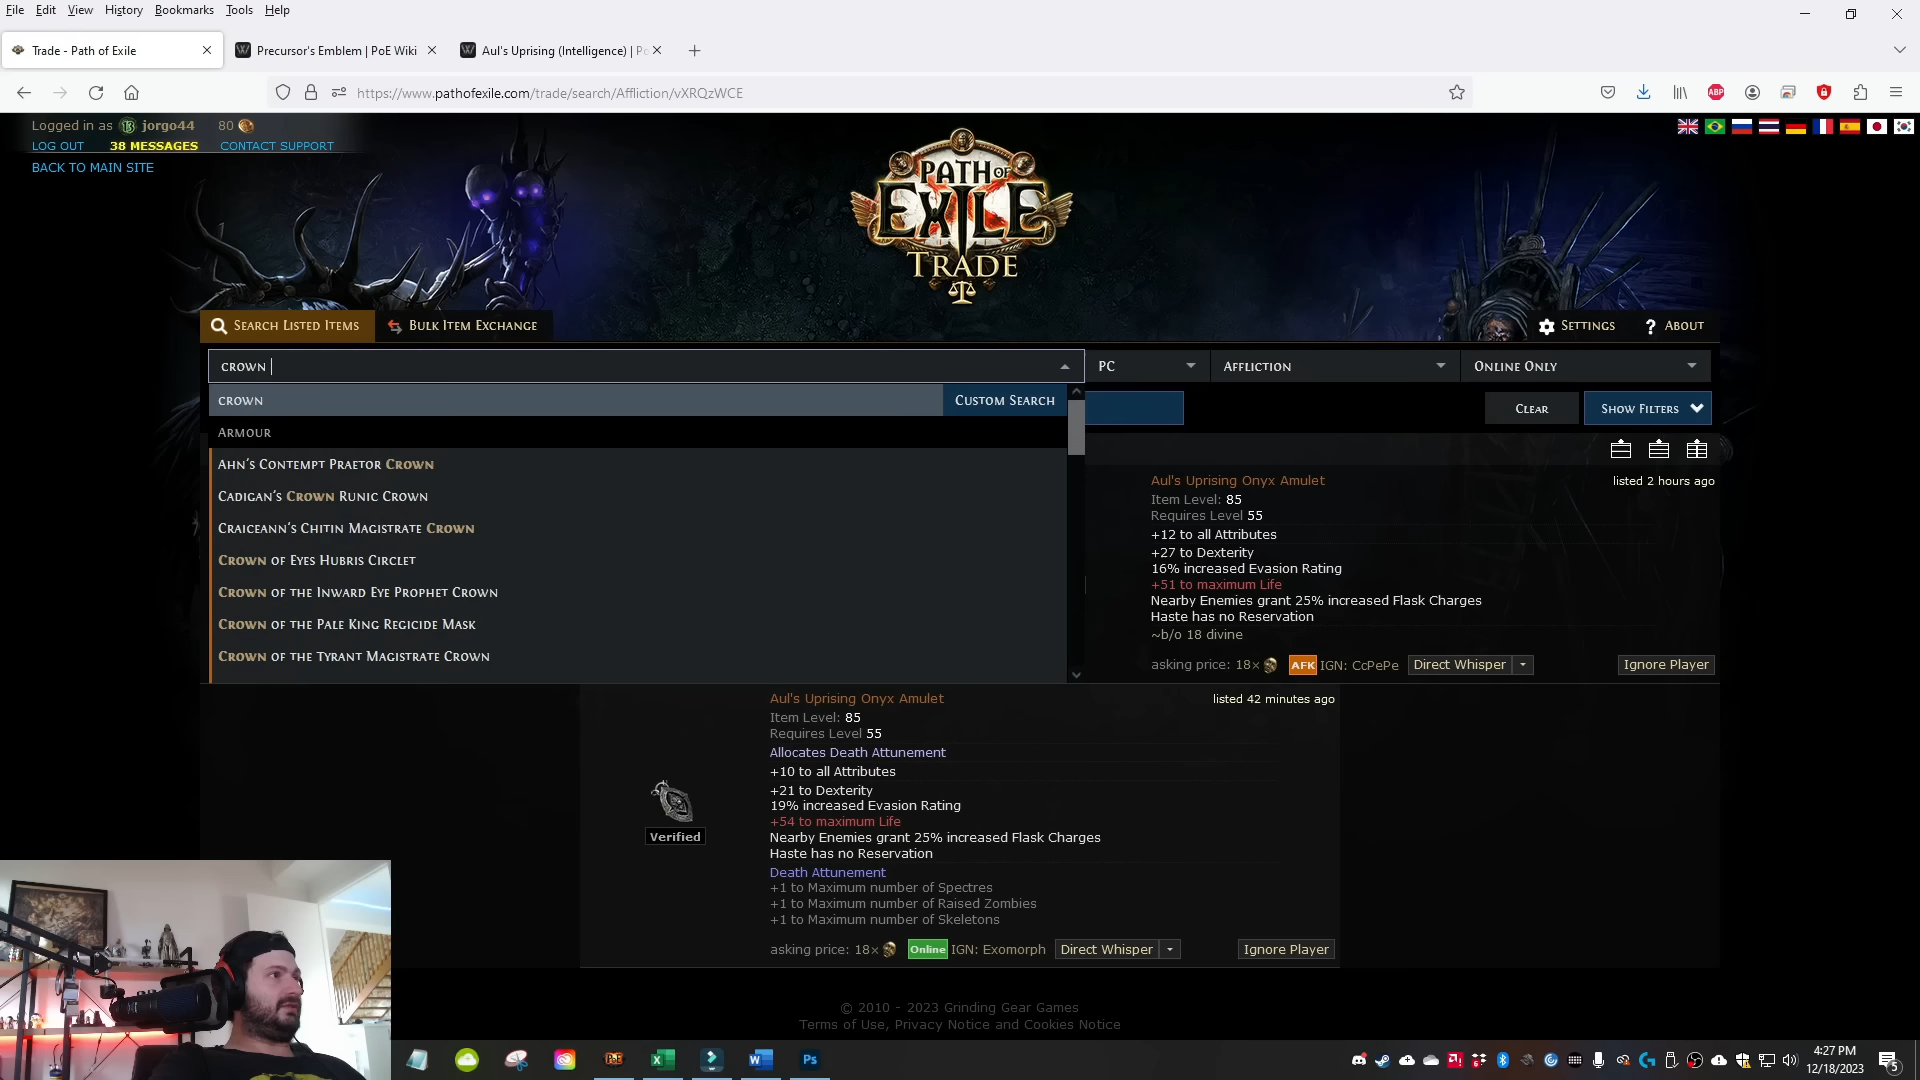 File Edit View History Bookmarks Tools Help
Trade - Path of Exile
Precursor's Emblem | PoE Wiki
Aul's Uprising (Intelligence) | Po
https://www.pathofexile.com/trade/search/Affliction/vXRQzWCE
ABP
Logged in as jorgo44 80
LOG OUT 38 MESSAGES CONTACT SUPPORT
BACK TO MAIN SITE
PATH OF
EXILE
TRADE
Search Listed Items
Bulk Item Exchange
Settings
? About
crown
PC
Affliction
Online Only
crown
Custom Search
Clear
Show Filters
Armour
Ahn's Contempt Praetor Crown
Cadigan's Crown Runic Crown
Craiceann's Chitin Magistrate Crown
Crown of Eyes Hubris Circlet
Crown of the Inward Eye Prophet Crown
Crown of the Pale King Regicide Mask
Crown of the Tyrant Magistrate Crown
Aul's Uprising Onyx Amulet
listed 2 hours ago
Item Level: 85
Requires Level 55
+12 to all Attributes
+27 to Dexterity
16% increased Evasion Rating
+51 to maximum Life
Nearby Enemies grant 25% increased Flask Charges
Haste has no Reservation
~b/o 18 divine
asking price: 18× AFK IGN: CcPePe Direct Whisper Ignore Player
Aul's Uprising Onyx Amulet
listed 42 minutes ago
Item Level: 85
Requires Level 55
Allocates Death Attunement
+10 to all Attributes
+21 to Dexterity
19% increased Evasion Rating
+54 to maximum Life
Verified
Nearby Enemies grant 25% increased Flask Charges
Haste has no Reservation
Death Attunement
+1 to Maximum number of Spectres
+1 to Maximum number of Raised Zombies
+1 to Maximum number of Skeletons
asking price: 18× Online IGN: Exomorph Direct Whisper Ignore Player
© 2010 - 2023 Grinding Gear Games
Terms of Use, Privacy Notice and Cookies Notice
Ps
4:27 PM
12/18/2023
5